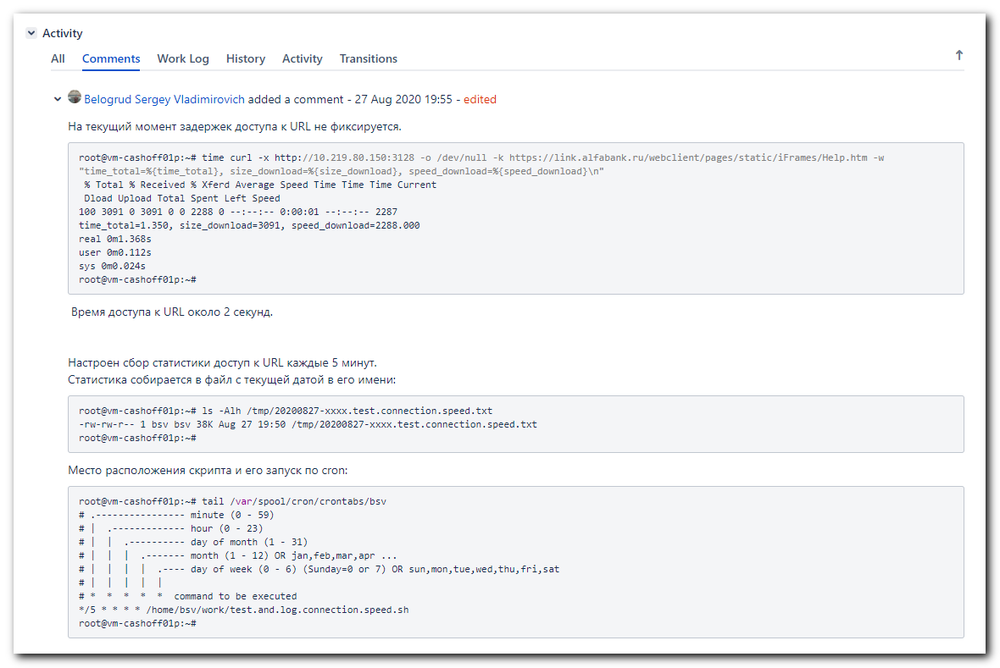 Activity
All Comments Work Log History Activity Transitions
Belogrud Sergey Vladimirovich added a comment - 27 Aug 2020 19:55 - edited
На текущий момент задержек доступа к URL не фиксируется.
root@vm-cashoff01p:~# time curl -x http://10.219.80.150:3128 -o /dev/null -k https://link.alfabank.ru/webclient/pages/static/iFrames/Help.htm -w
"time_total=%{time_total}, size_download=%{size_download}, speed_download=%{speed_download}\n"
% Total % Received % Xferd Average Speed Time Time Time Current
Dload Upload Total Spent Left Speed
100 3091 0 3091 0 0 2288 0 --:--:-- 0:00:01 --:--:-- 2287
time_total=1.350, size_download=3091, speed_download=2288.000
real 0m1.368s
user 0m0.112s
sys 0m0.024s
root@vm-cashoff01p:~#
Время доступа к URL около 2 секунд.
Настроен сбор статистики доступ к URL каждые 5 минут.
Статистика собирается в файл с текущей датой в его имени:
root@vm-cashoff01p:~# ls -Alh /tmp/20200827-xxxx.test.connection.speed.txt
-rw-rw-r-- 1 bsv bsv 38K Aug 27 19:50 /tmp/20200827-xxxx.test.connection.speed.txt
root@vm-cashoff01p:~#
Место расположения скрипта и его запуск по cron:
root@vm-cashoff01p:~# tail /var/spool/cron/crontabs/bsv
# .---------------- minute (0 - 59)
# | .------------- hour (0 - 23)
# | | .---------- day of month (1 - 31)
# | | | .------- month (1 - 12) OR jan,feb,mar,apr ...
# | | | | .---- day of week (0 - 6) (Sunday=0 or 7) OR sun,mon,tue,wed,thu,fri,sat
# | | | | |
# * * * * * command to be executed
*/5 * * * * /home/bsv/work/test.and.log.connection.speed.sh
root@vm-cashoff01p:~#